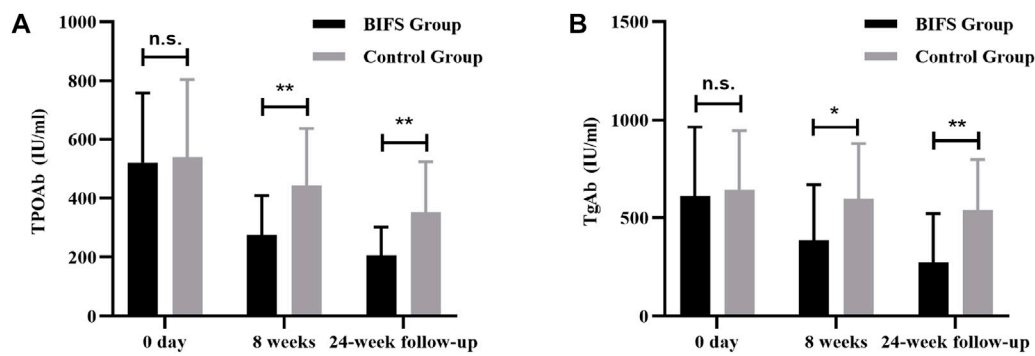 A
TPOAb (IU/ml)
1000
800
600
400
200
0
BIFS Group
Control Group
n.s.
**
**
0 day
8 weeks
24-week follow-up
B
TgAb (IU/ml)
1500
1000
500
0
BIFS Group
Control Group
n.s.
*
**
0 day
8 weeks
24-week follow-up